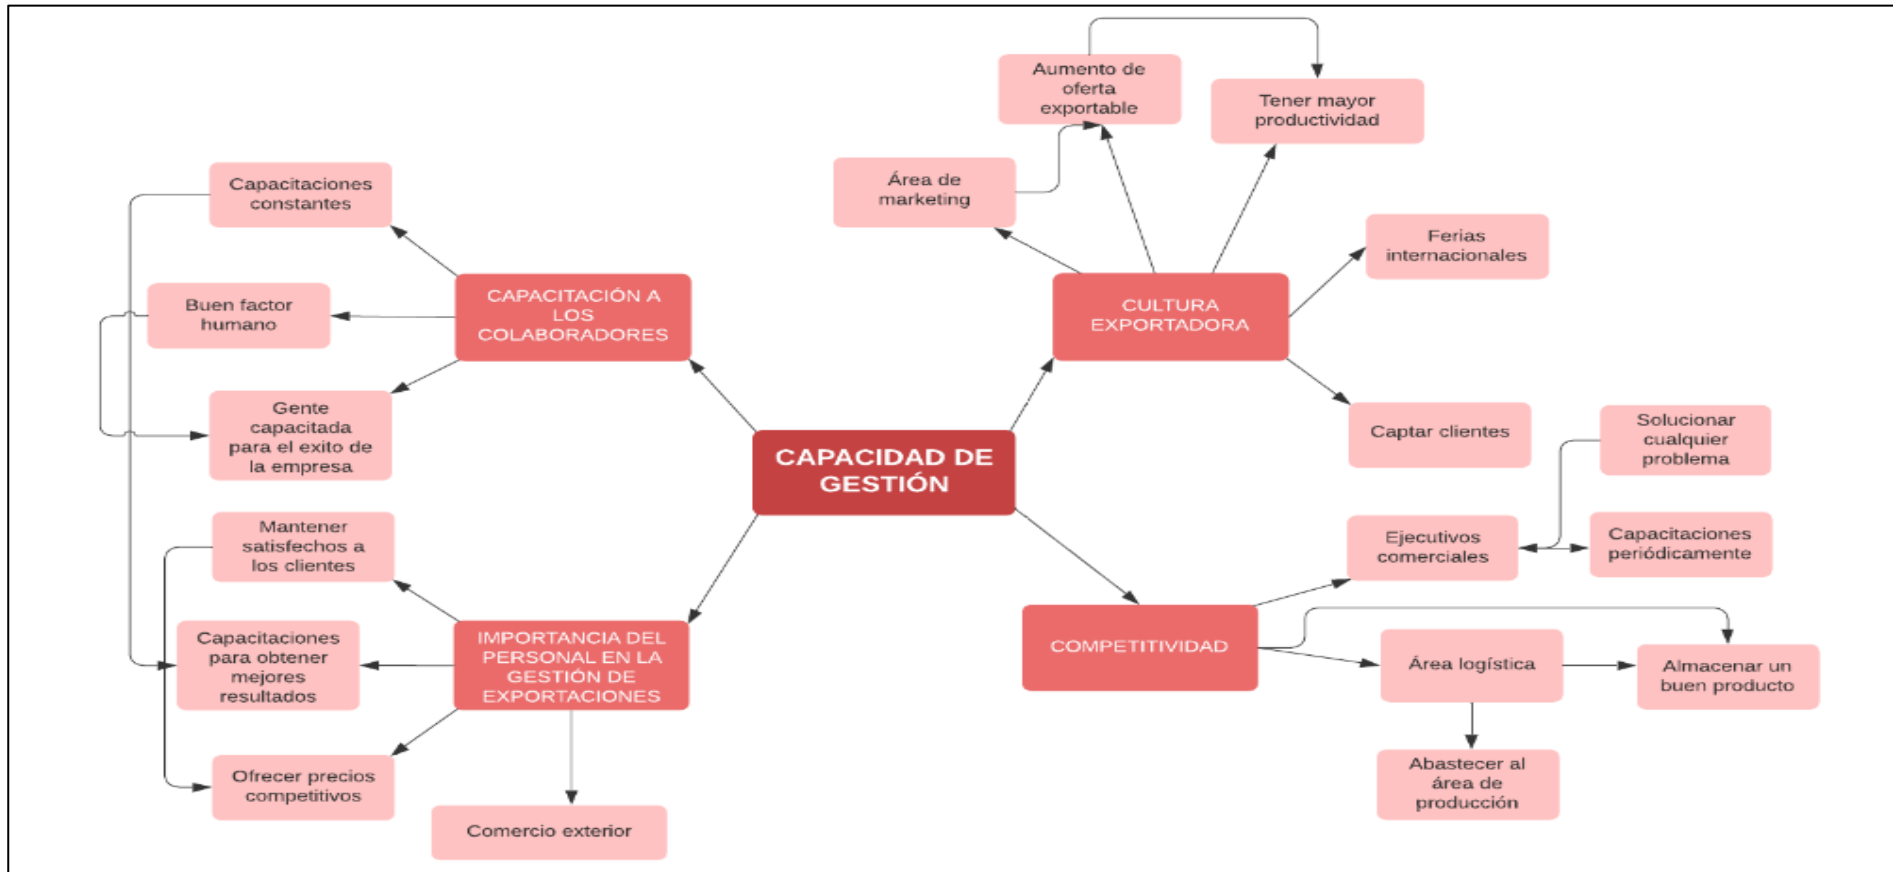 Aumento de
oferta
exportable
Tener mayor
productividad
Área de
marketing
Ferias
internacionales
CULTURA
EXPORTADORA
Captar clientes
Capacitaciones
constantes
Buen factor
humano
CAPACITACIÓN A
LOS
COLABORADORES
Gente
capacitada
para el exito de
la empresa
CAPACIDAD DE
GESTIÓN
Mantener
satisfechos a
los clientes
Capacitaciones
para obtener
mejores
resultados
IMPORTANCIA DEL
PERSONAL EN LA
GESTIÓN DE
EXPORTACIONES
Ofrecer precios
competitivos
Comercio exterior
Solucionar
cualquier
problema
Ejecutivos
comerciales
Capacitaciones
periódicamente
COMPETITIVIDAD
Área logística
Almacenar un
buen producto
Abastecer al
área de
producción